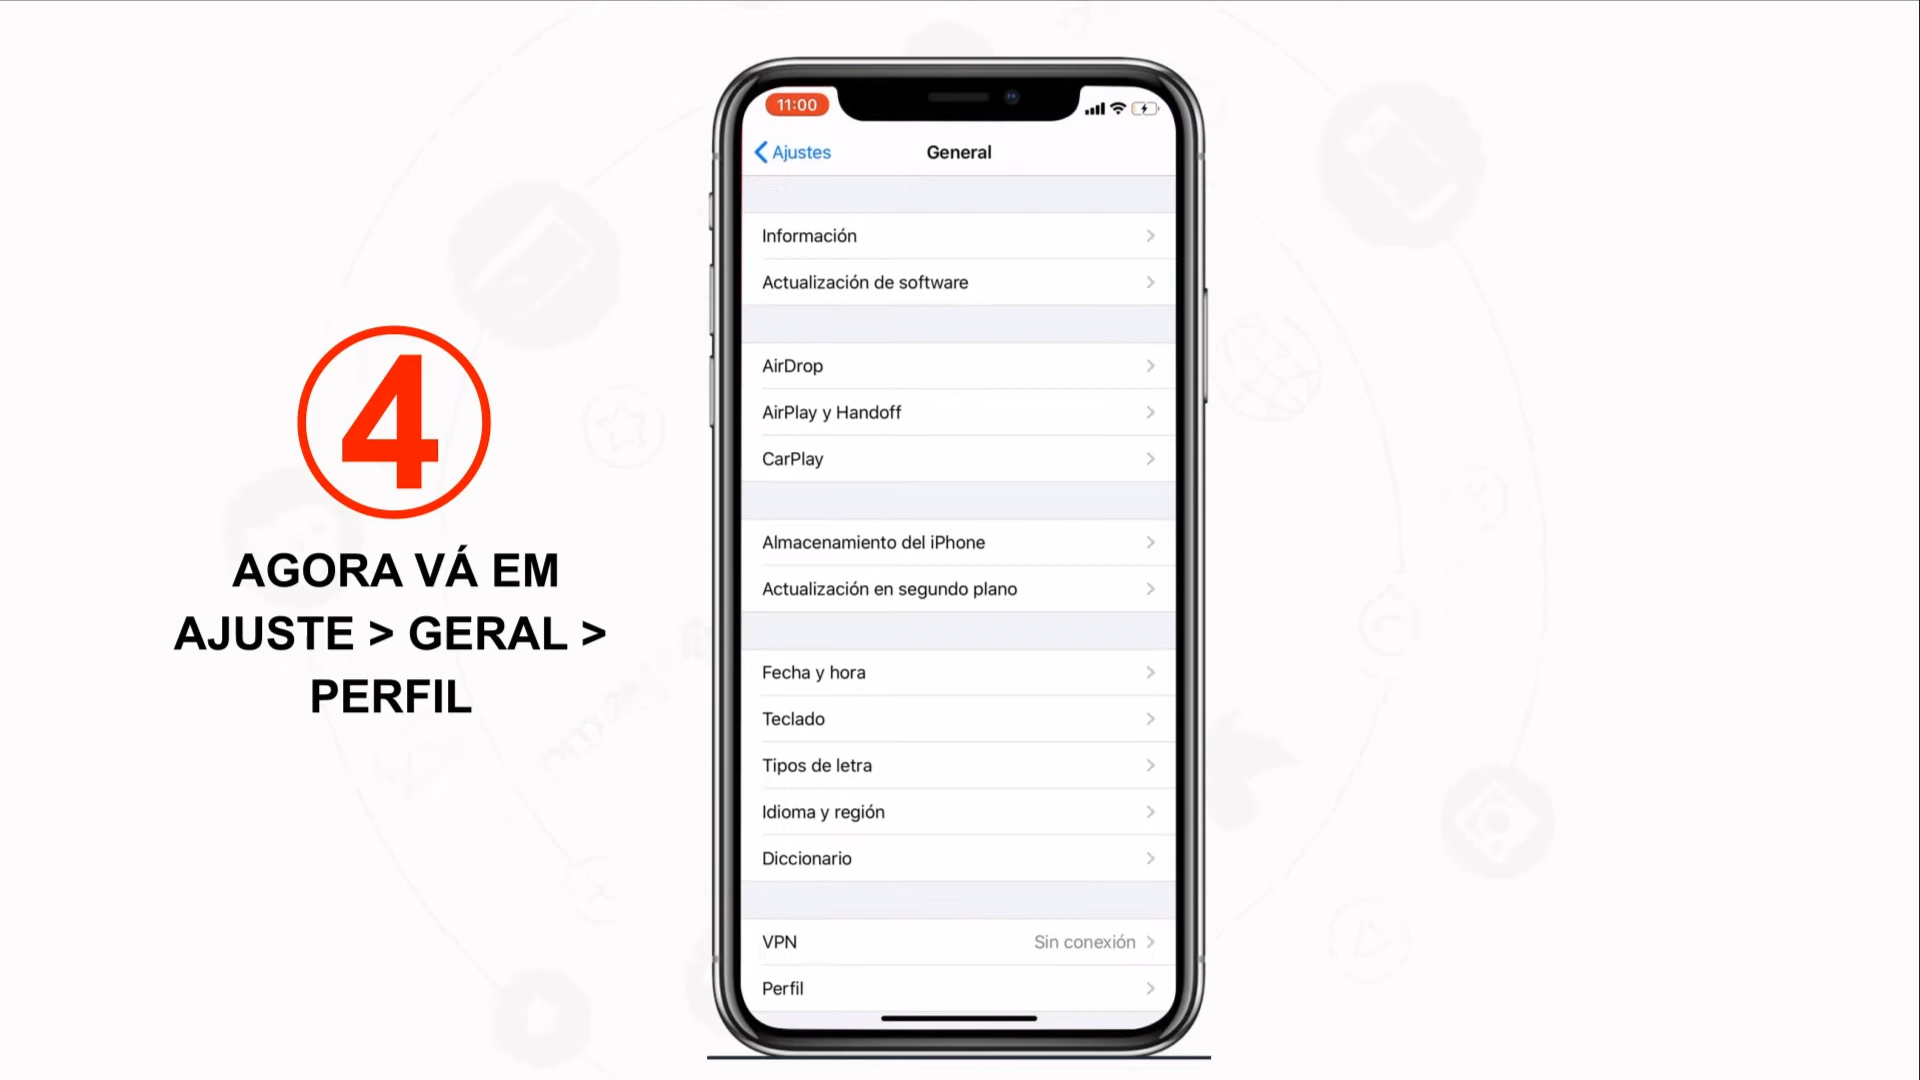 4
AGORA VÁ EM
AJUSTE > GERAL >
PERFIL
11:00
Ajustes
General
Información
Actualización de software
AirDrop
AirPlay y Handoff
CarPlay
Almacenamiento del iPhone
Actualización en segundo plano
Fecha y hora
Teclado
Tipos de letra
Idioma y región
Diccionario
VPN Sin conexión
Perfil